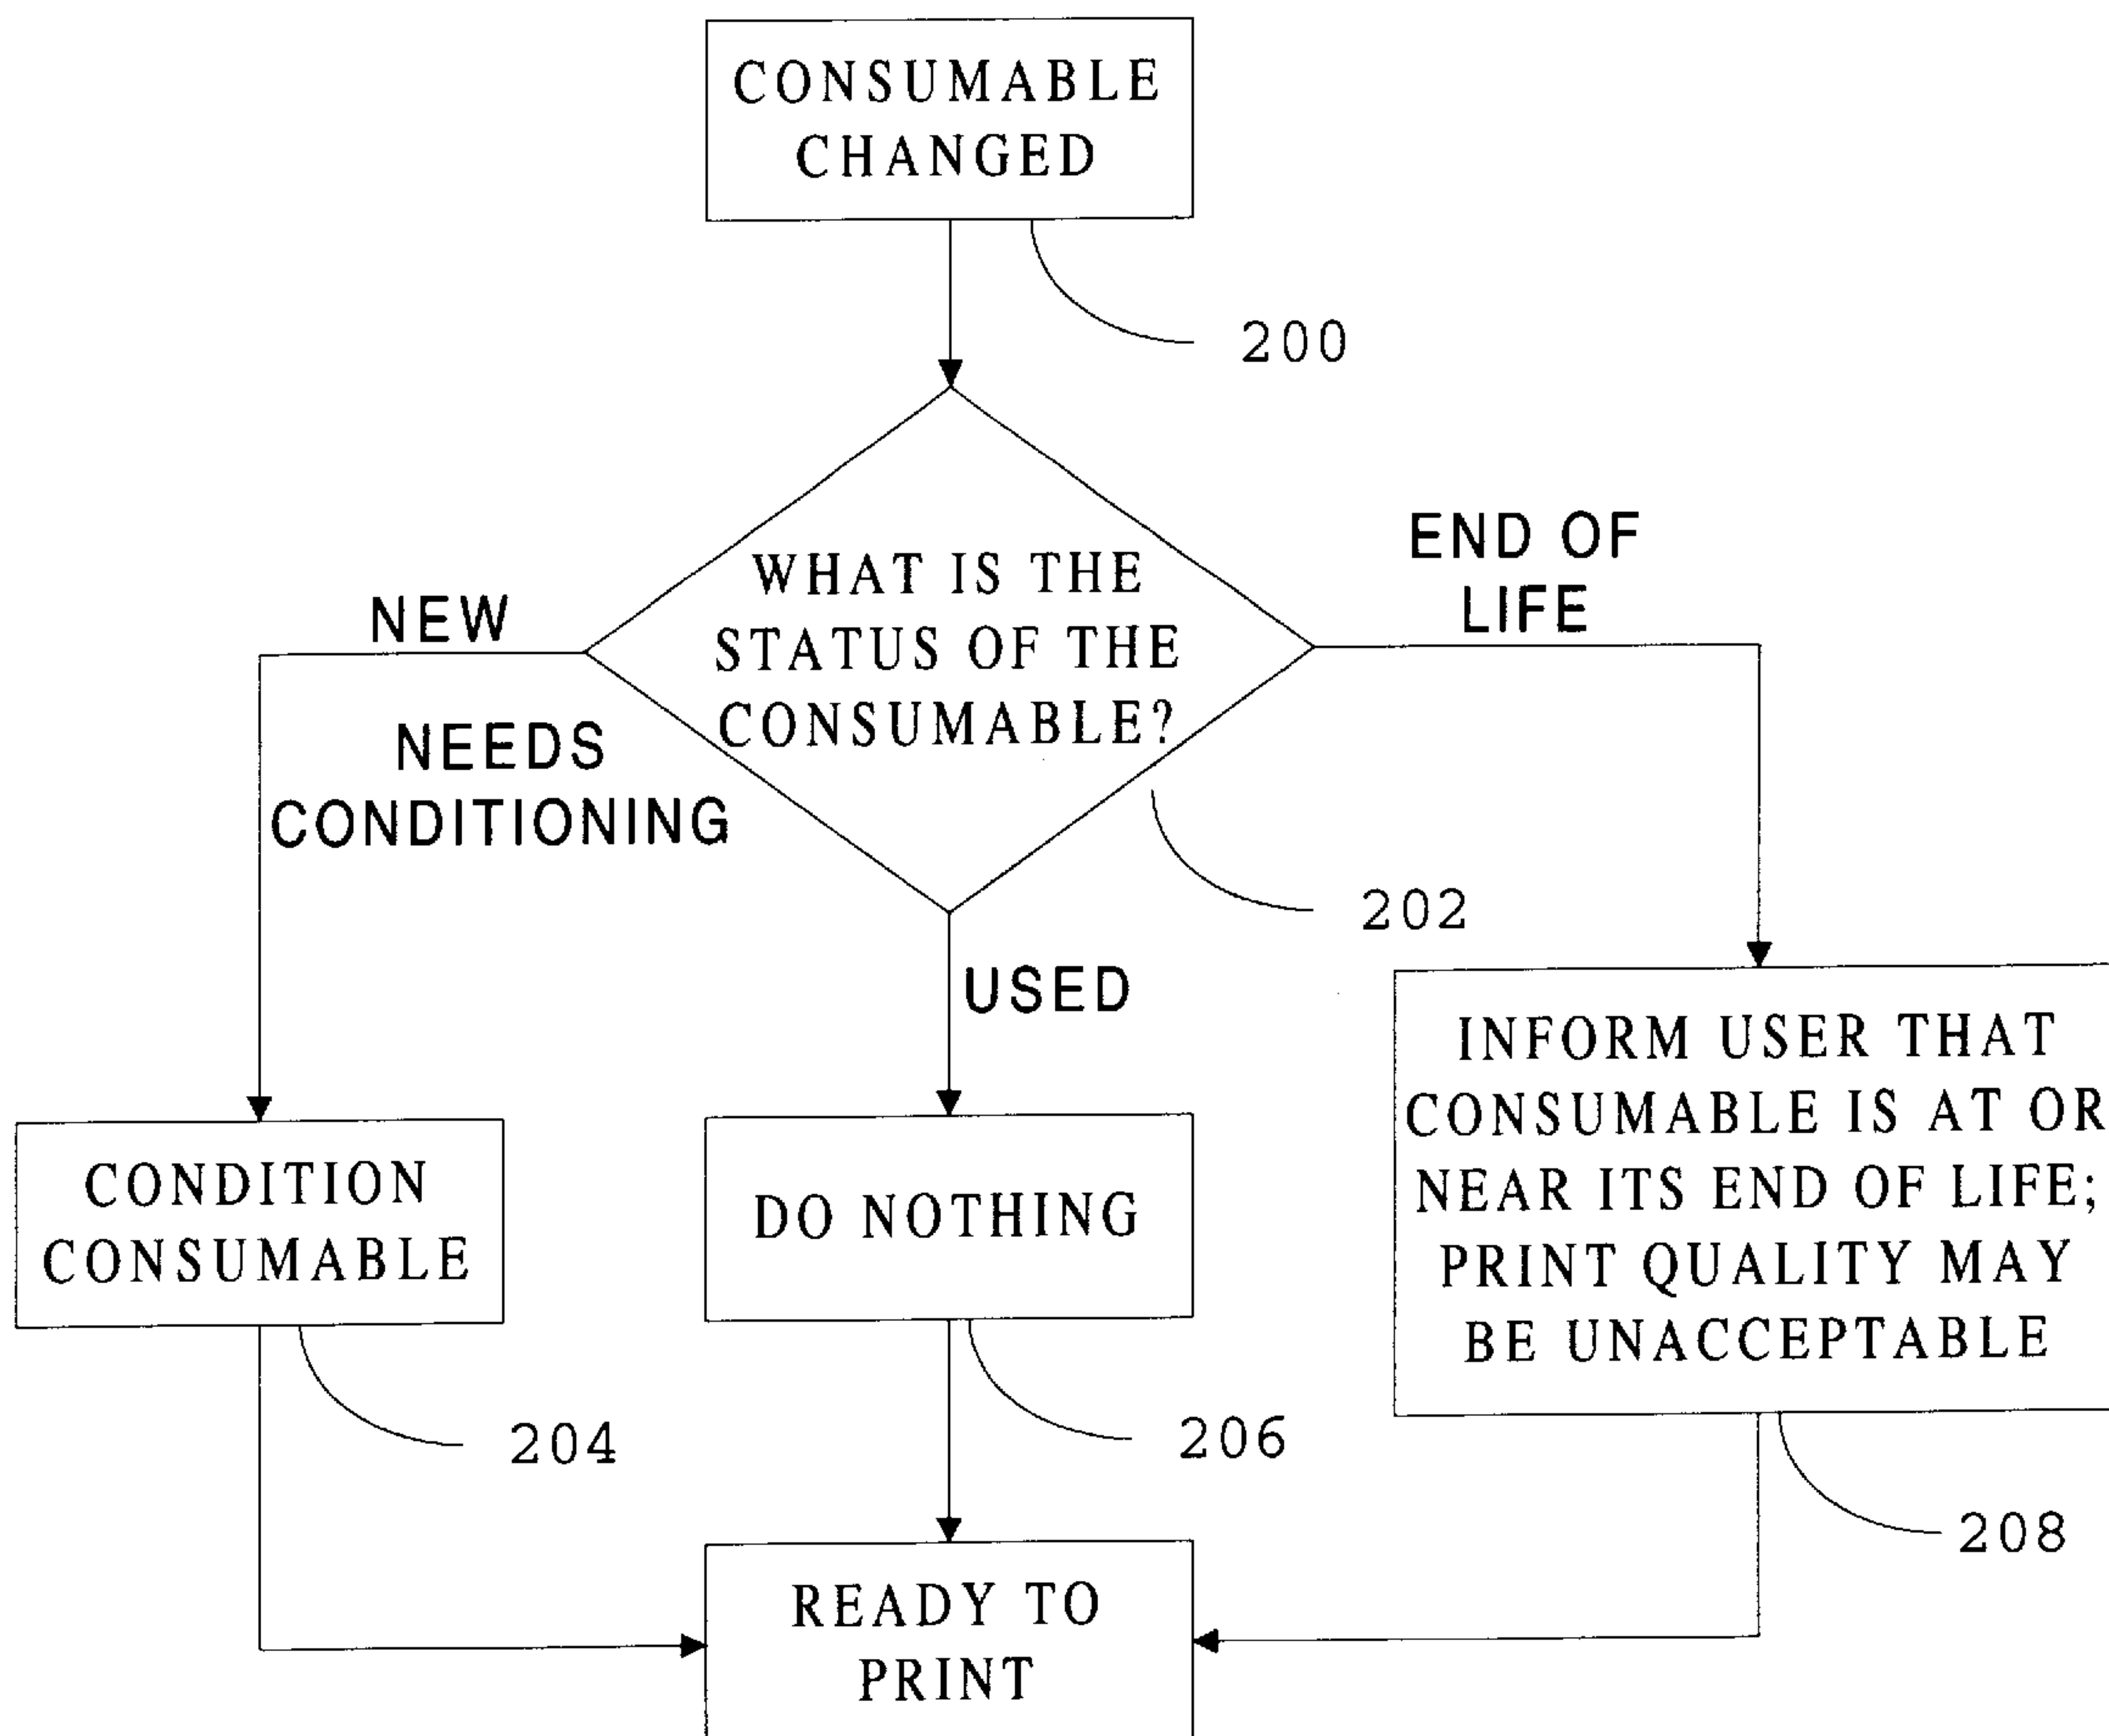 CONSUMABLE
CHANGED
200
WHAT IS THE
STATUS OF THE
CONSUMABLE?
202
NEW
NEEDS
CONDITIONING
END OF
LIFE
USED
CONDITION
CONSUMABLE
204
DO NOTHING
206
INFORM USER THAT
CONSUMABLE IS AT OR
NEAR ITS END OF LIFE;
PRINT QUALITY MAY
BE UNACCEPTABLE
208
READY TO
PRINT